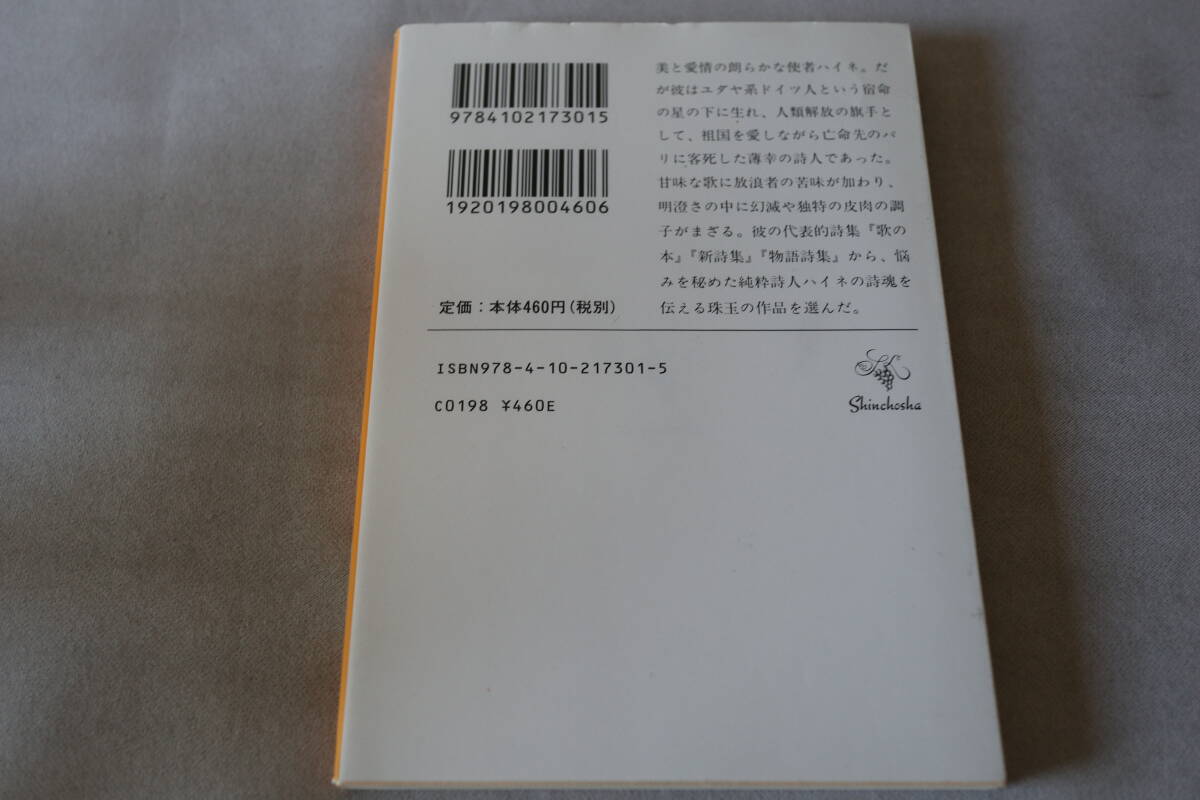 9784102173015
1920198004606
定価：本体460円（税別）
美と愛情の朗らかな使者ハイネ。だ
が彼はユダヤ系ドイツ人という宿命
の星の下に生れ、人類解放の旗手と
して、祖国を愛しながら亡命先のパ
リに客死した薄幸の詩人であった。
甘味な歌に放浪者の苦味が加わり、
明澄さの中に幻滅や独特の皮肉の調
子がまざる。彼の代表的詩集『歌の
本』『新詩集』『物語詩集』から、悩
みを秘めた純粋詩人ハイネの詩魂を
伝える珠玉の作品を選んだ。
ISBN978-4-10-217301-5
C0198 ¥460E
Shinchosha